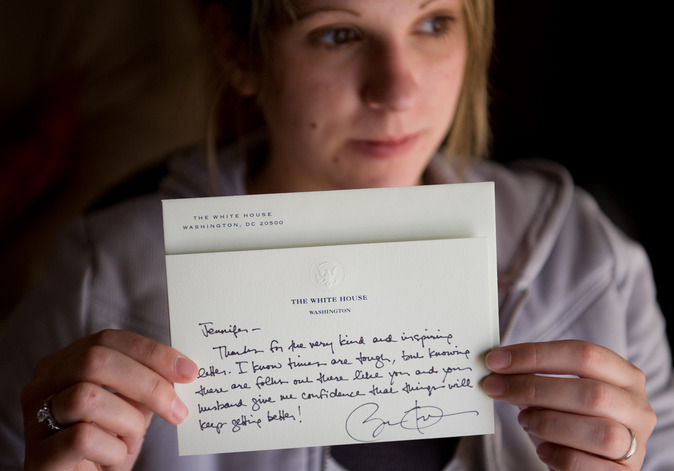 THE WHITE HOUSE
WASHINGTON, DC 20500
THE WHITE HOUSE
WASHINGTON
Jennifer—
Thanks for the very kind and inspiring
letter. I know times are tough, but knowing
there are folks out there like you and your
husband give me confidence that things will
keep getting better!